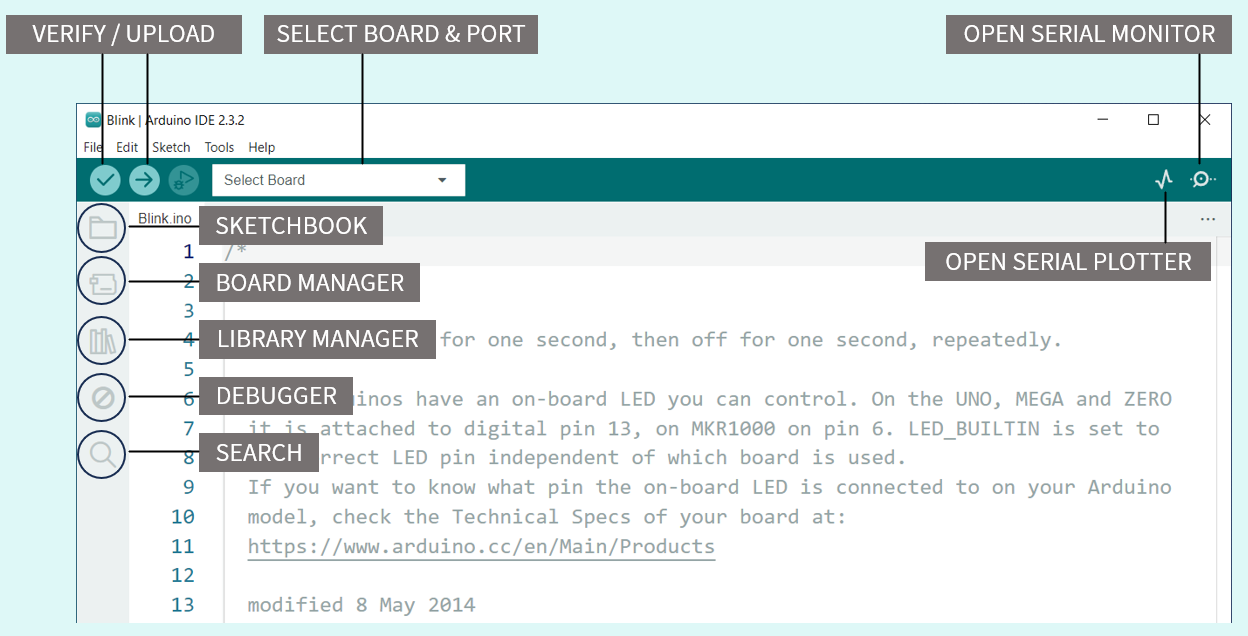 VERIFY / UPLOAD
SELECT BOARD & PORT
OPEN SERIAL MONITOR
Blink | Arduino IDE 2.3.2
File Edit Sketch Tools Help
Select Board
Blink.ino
SKETCHBOOK
1 /*
OPEN SERIAL PLOTTER
2
BOARD MANAGER
3
4 for one second, then off for one second, repeatedly.
LIBRARY MANAGER
5
6 inos have an on-board LED you can control. On the UNO, MEGA and ZERO
DEBUGGER
7 it is attached to digital pin 13, on MKR1000 on pin 6. LED_BUILTIN is set to
8 rrect LED pin independent of which board is used.
SEARCH
9 If you want to know what pin the on-board LED is connected to on your Arduino
10 model, check the Technical Specs of your board at:
11 https://www.arduino.cc/en/Main/Products
12
13 modified 8 May 2014